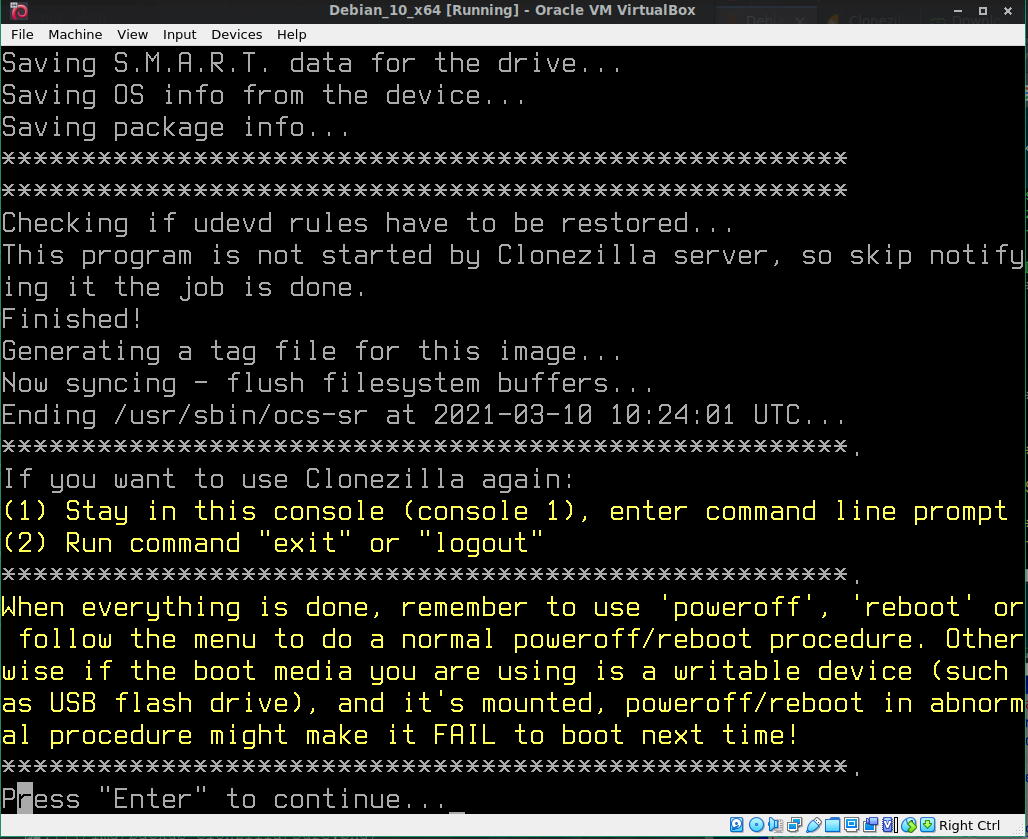 Debian_10_x64 [Running] - Oracle VM VirtualBox
File Machine View Input Devices Help
Saving S.M.A.R.T. data for the drive...
Saving OS info from the device...
Saving package info...
*****************************************************
*****************************************************
Checking if udevd rules have to be restored...
This program is not started by Clonezilla server, so skip notify
ing it the job is done.
Finished!
Generating a tag file for this image...
Now syncing - flush filesystem buffers...
Ending /usr/sbin/ocs-sr at 2021-03-10 10:24:01 UTC...
*****************************************************.
If you want to use Clonezilla again:
(1) Stay in this console (console 1), enter command line prompt
(2) Run command "exit" or "logout"
*****************************************************.
When everything is done, remember to use 'poweroff', 'reboot' or
 follow the menu to do a normal poweroff/reboot procedure. Other
wise if the boot media you are using is a writable device (such
as USB flash drive), and it's mounted, poweroff/reboot in abnorm
al procedure might make it FAIL to boot next time!
*****************************************************.
Press "Enter" to continue..._
Right Ctrl